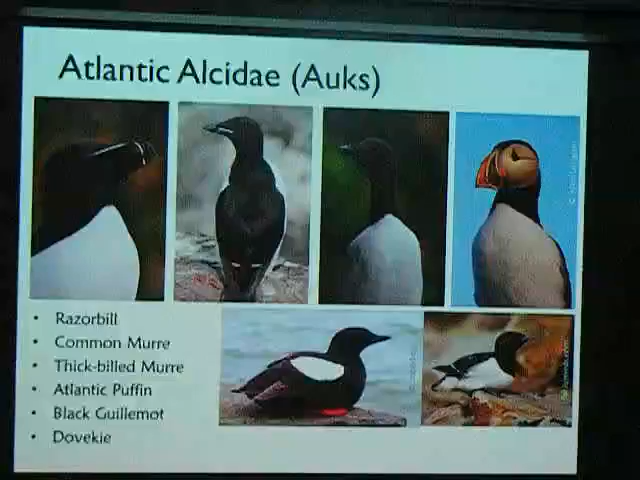 Atlantic Alcidae (Auks)
• Razorbill
• Common Murre
• Thick-billed Murre
• Atlantic Puffin
• Black Guillemot
• Dovekie